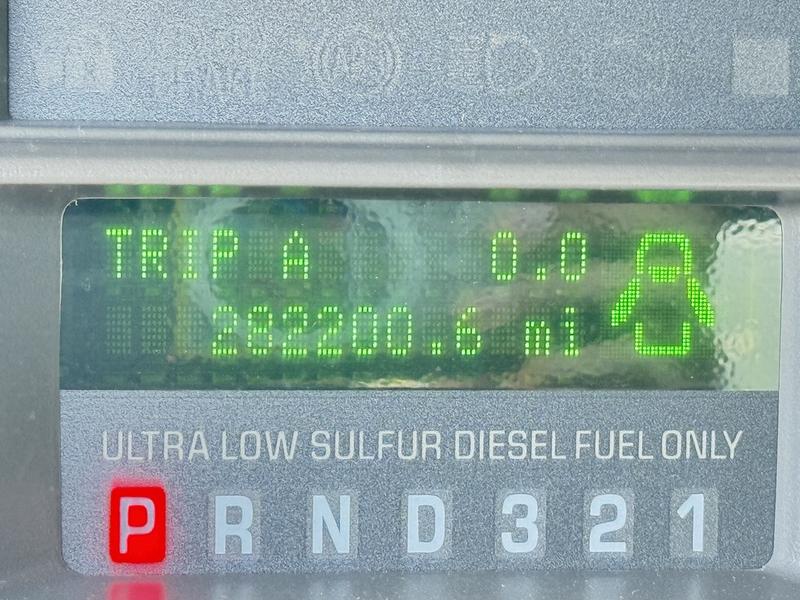 TRIP A 0.0
282200.6 mi
ULTRA LOW SULFUR DIESEL FUEL ONLY
P R N D 3 2 1